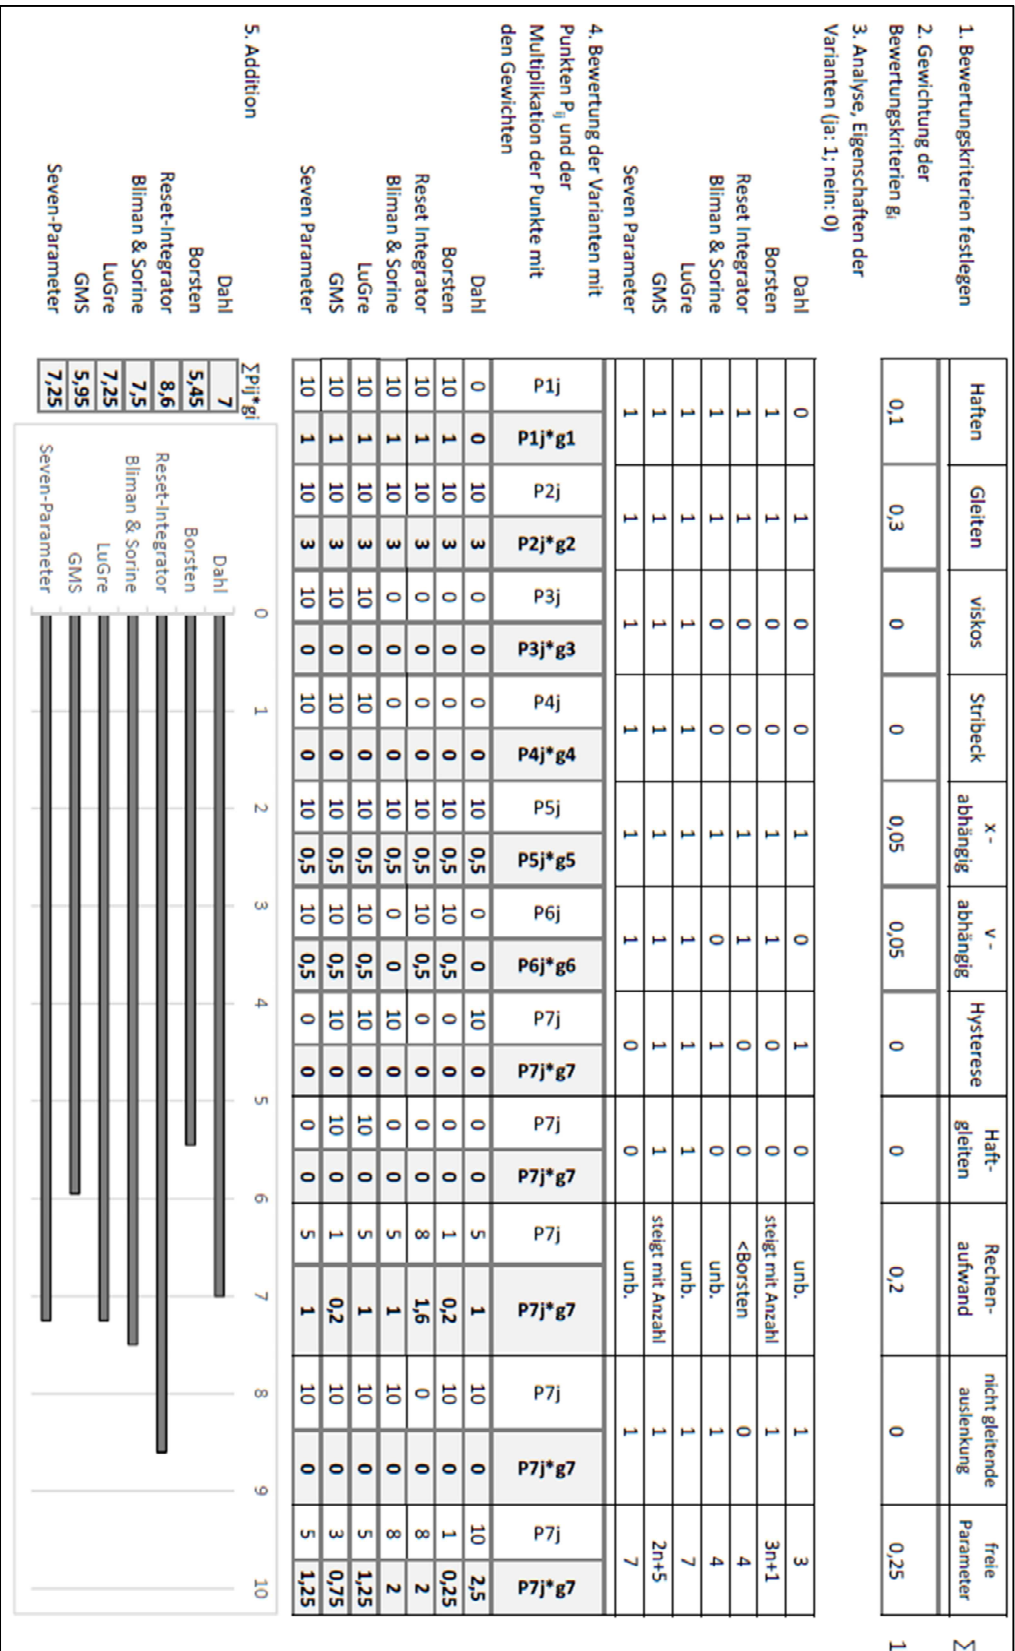 1. Bewertungskriterien festlegen
Haften Gleiten viskos Stribeck x - abhängig v - abhängig Hysterese Haft- gleiten Rechen- aufwand nicht gleitende auslenkung freie Parameter Σ
2. Gewichtung der
Bewertungskriterien gi
0,1 0,3 0 0 0,05 0,05 0 0 0,2 0 0,25 1
3. Analyse, Eigenschaften der
Varianten (ja: 1; nein: 0)
Dahl 0 1 0 0 1 0 1 0 unb. 1 3
Borsten 1 1 0 0 1 1 0 0 steigt mit Anzahl 1 3n+1
Reset Integrator 1 1 0 0 1 1 0 0 <Borsten 0 4
Bliman & Sorine 1 1 0 0 1 0 1 0 unb. 1 4
LuGre 1 1 1 1 1 1 1 1 unb. 1 7
GMS 1 1 1 1 1 1 1 1 steigt mit Anzahl 1 2n+5
Seven Parameter 1 1 1 1 1 1 0 0 unb. 1 7
4. Bewertung der Varianten mit
Punkten Pij und der
Multiplikation der Punkte mit
den Gewichten
P1j P1j*g1 P2j P2j*g2 P3j P3j*g3 P4j P4j*g4 P5j P5j*g5 P6j P6j*g6 P7j P7j*g7 P7j P7j*g7 P7j P7j*g7 P7j P7j*g7 P7j P7j*g7
Dahl 0 0 10 3 0 0 0 0 10 0,5 0 0 10 0 0 0 5 1 10 0 10 2,5
Borsten 10 1 10 3 0 0 0 0 10 0,5 10 0,5 0 0 0 0 1 0,2 10 0 1 0,25
Reset Integrator 10 1 10 3 0 0 0 0 10 0,5 10 0,5 0 0 0 0 8 1,6 0 0 8 2
Bliman & Sorine 10 1 10 3 0 0 0 0 10 0,5 0 0 10 0 0 0 5 1 10 0 8 2
LuGre 10 1 10 3 10 0 10 0 10 0,5 10 0,5 10 0 10 0 5 1 10 0 5 1,25
GMS 10 1 10 3 10 0 10 0 10 0,5 10 0,5 10 0 10 0 1 0,2 10 0 3 0,75
Seven Parameter 10 1 10 3 10 0 10 0 10 0,5 10 0,5 0 0 0 0 5 1 10 0 5 1,25
5. Addition
∑Pij*gi
Dahl 7
Borsten 5,45
Reset-Integrator 8,6
Bliman & Sorine 7,5
LuGre 7,25
GMS 5,95
Seven-Parameter 7,25
0 1 2 3 4 5 6 7 8 9 10
Dahl
Borsten
Reset-Integrator
Bliman & Sorine
LuGre
GMS
Seven-Parameter